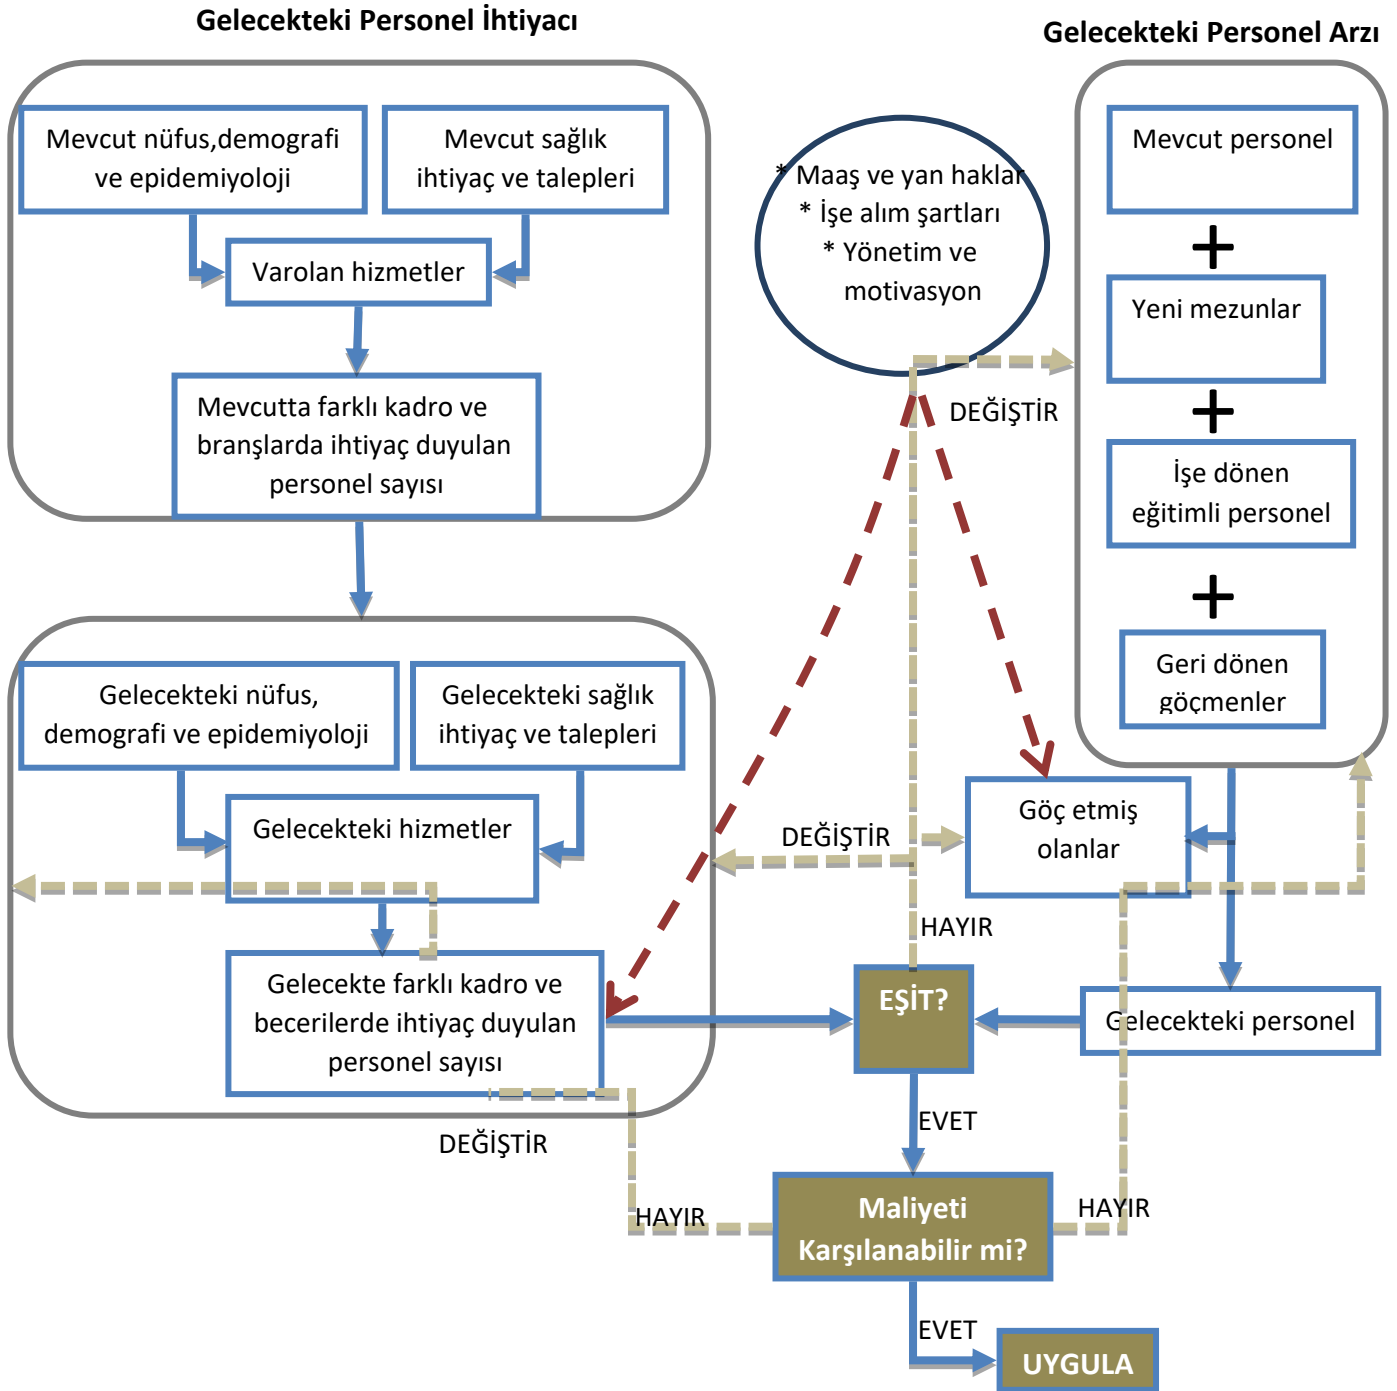 Gelecekteki Personel İhtiyacı
Gelecekteki Personel Arzı
Mevcut nüfus,demografi
ve epidemiyoloji
Mevcut sağlık
ihtiyaç ve talepleri
Varolan hizmetler
Mevcutta farklı kadro ve
branşlarda ihtiyaç duyulan
personel sayısı
* Maaş ve yan haklar
* İşe alım şartları
* Yönetim ve
motivasyon
Mevcut personel
+
Yeni mezunlar
+
İşe dönen
eğitimli personel
+
Geri dönen
göçmenler
DEĞİŞTİR
Gelecekteki nüfus,
demografi ve epidemiyoloji
Gelecekteki sağlık
ihtiyaç ve talepleri
Gelecekteki hizmetler
Gelecekte farklı kadro ve
becerilerde ihtiyaç duyulan
personel sayısı
DEĞİŞTİR
Göç etmiş
olanlar
HAYIR
EŞİT?
Gelecekteki personel
EVET
DEĞİŞTİR
HAYIR
Maliyeti
Karşılanabilir mi?
HAYIR
EVET
UYGULA